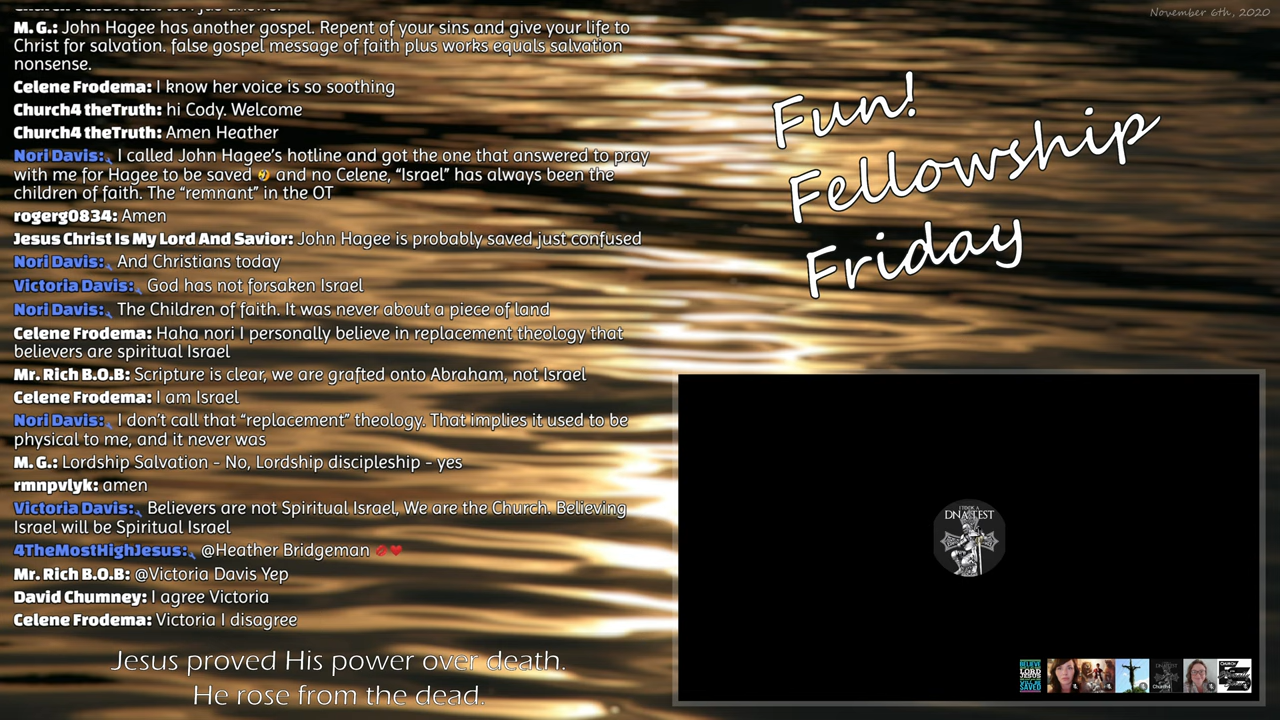 November 6th, 2020
M. G.: John Hagee has another gospel. Repent of your sins and give your life to
Christ for salvation. false gospel message of faith plus works equals salvation
nonsense.
Celene Frodema: I know her voice is so soothing
Church4 theTruth: hi Cody. Welcome
Church4 theTruth: Amen Heather
Nori Davis: I called John Hagee's hotline and got the one that answered to pray
with me for Hagee to be saved 🤣 and no Celene, “Israel” has always been the
children of faith. The “remnant” in the OT
rogerg0834: Amen
Jesus Christ Is My Lord And Savior: John Hagee is probably saved just confused
Nori Davis: And Christians today
Victoria Davis: God has not forsaken Israel
Nori Davis: The Children of faith. It was never about a piece of land
Celene Frodema: Haha nori I personally believe in replacement theology that
believers are spiritual Israel
Mr. Rich B.O.B: Scripture is clear, we are grafted onto Abraham, not Israel
Celene Frodema: I am Israel
Nori Davis: I don't call that “replacement” theology. That implies it used to be
physical to me, and it never was
M. G.: Lordship Salvation - No, Lordship discipleship - yes
rmnpvlyk: amen
Victoria Davis: Believers are not Spiritual Israel, We are the Church. Believing
Israel will be Spiritual Israel
4TheMostHighJesus: @Heather Bridgeman ❤
Mr. Rich B.O.B: @Victoria Davis Yep
David Chumney: I agree Victoria
Celene Frodema: Victoria I disagree
Jesus proved His power over death.
He rose from the dead.
Fun!
Fellowship
Friday
I TOOK A
DNA TEST
BELIEVE
LORD
JESUS
SAVED
Church4